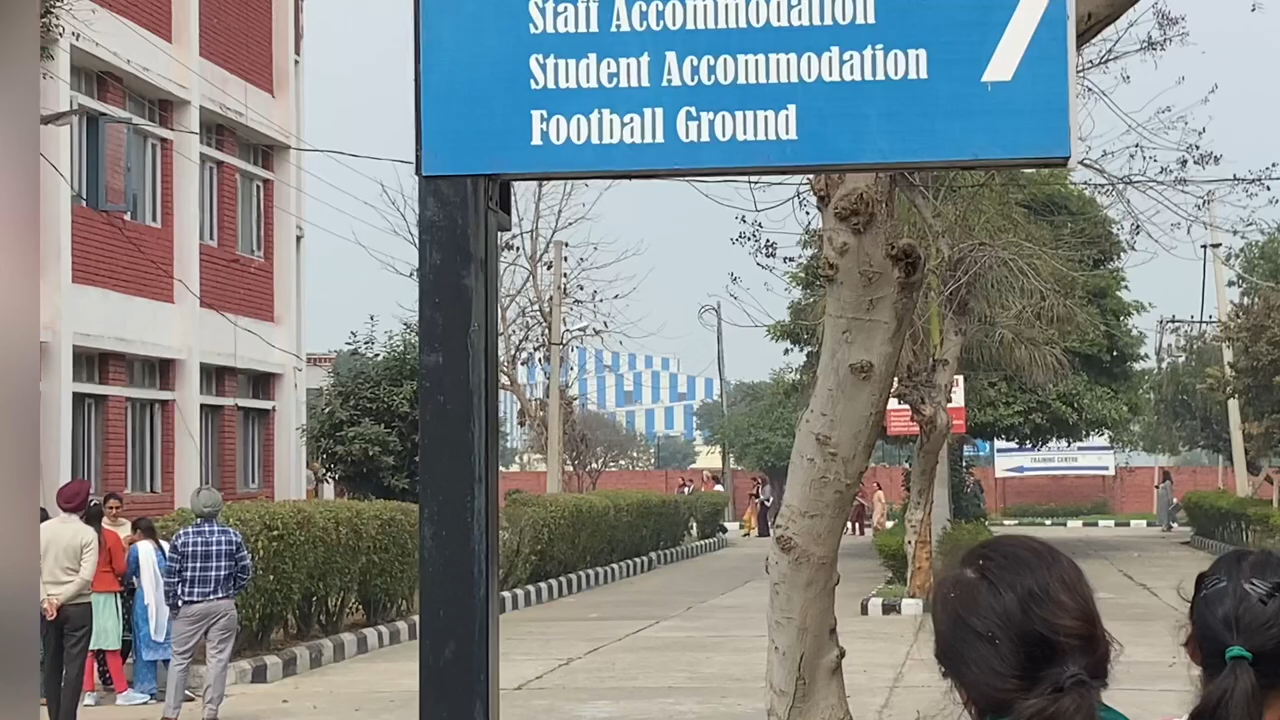 Staff Accommodation
Student Accommodation
Football Ground
TRAINING CENTRE